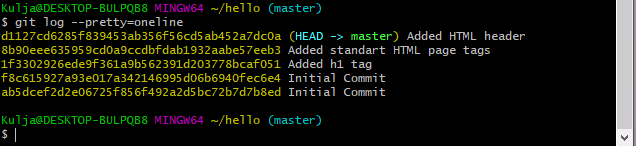 Kulja@DESKTOP-BULPQB8 MINGW64 ~/hello (master)
$ git log --pretty=oneline
d1127cd6285f839453ab356f56cd5ab452a7dc0a (HEAD -> master) Added HTML header
8b90eee635959cd0a9ccdbfdab1932aabe57eeb3 Added standart HTML page tags
1f3302926ede9f361a9b562391d203778bcaf051 Added h1 tag
f8c615927a93e017a342146995d06b6940fec6e4 Initial Commit
ab5dcef2d2e06725f856f492a2d5bc72b7d7b8ed Initial Commit
Kulja@DESKTOP-BULPQB8 MINGW64 ~/hello (master)
$